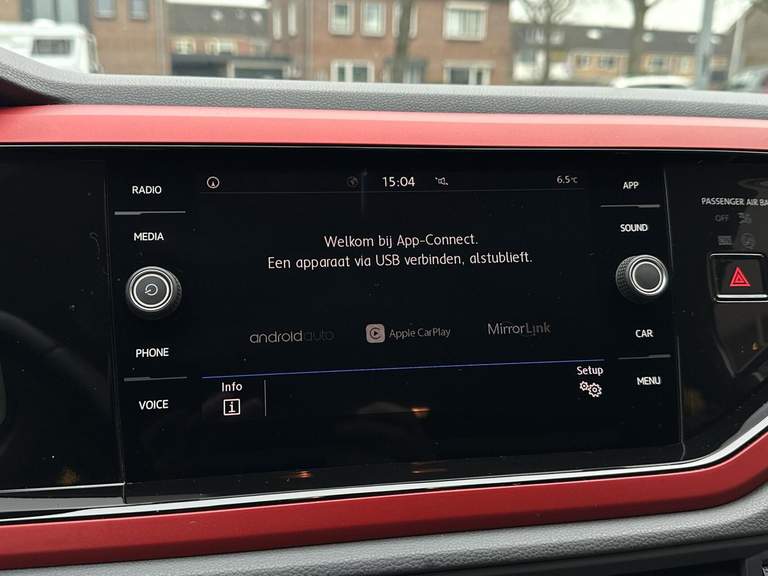 RADIO
MEDIA
PHONE
VOICE
15:04
6,5°C
Welkom bij App-Connect.
Een apparaat via USB verbinden, alstublieft.
androidauto
Apple CarPlay
MirrorLink
Info
Setup
APP
SOUND
CAR
MENU
PASSENGER AIR BA
OFF